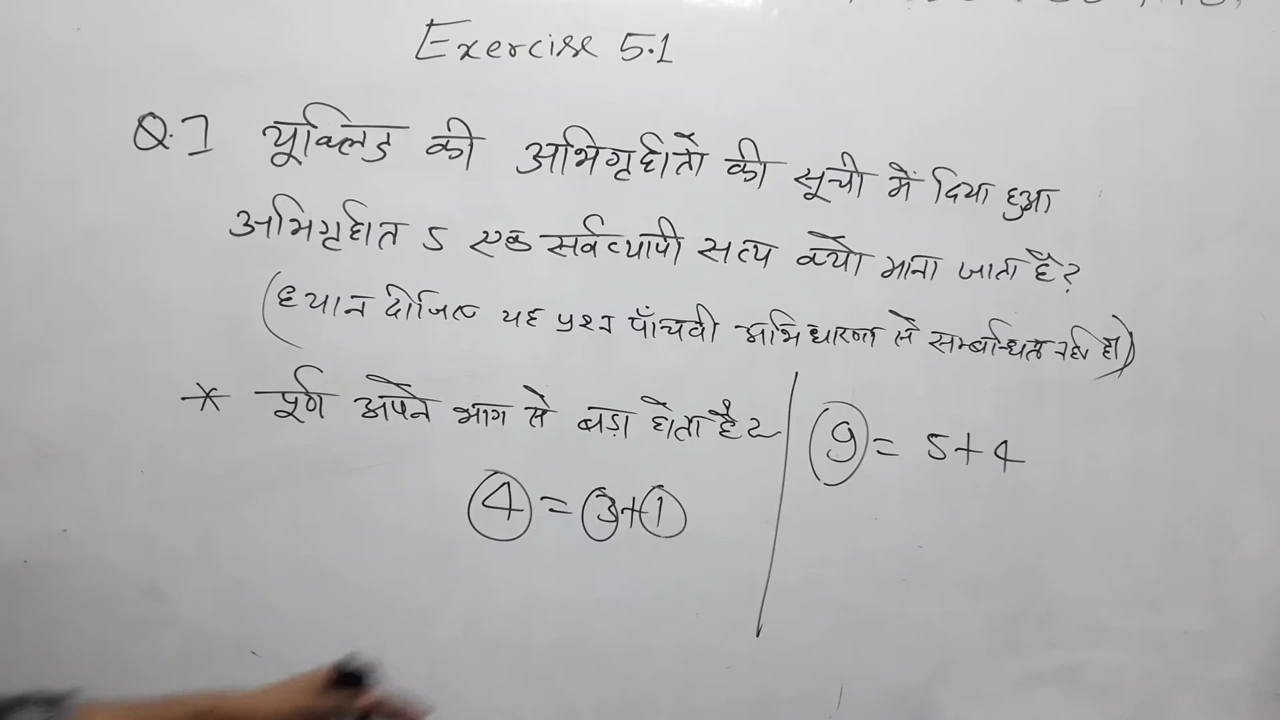 Exercise 5.1
Q.7 यूक्लिड की अभिगृहीतों की सूची में दिया हुआ
अभिगृहीत 5 एक सर्वव्यापी सत्य क्यों माना जाता है?
(ध्यान दीजिए यह प्रश्न पाँचवी अभिधारणा से सम्बन्धित नहीं है)
* पूर्ण अपने भाग से बड़ा होता है
4 = 3+1
9 = 5+4